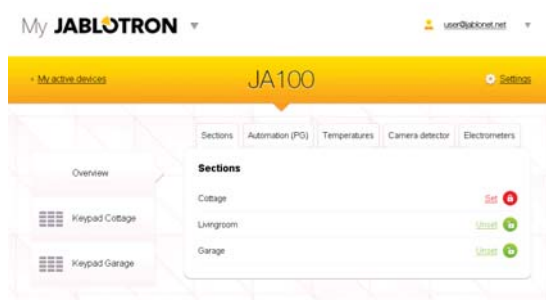 My JABLOTRON
user@jablonet.net
My active devices
JA100
Settings
Sections
Automation (PG)
Temperatures
Camera detector
Electrometers
Overview
Keypad Cottage
Keypad Garage
Sections
Cottage
Set
Livingroom
Unset
Garage
Unset